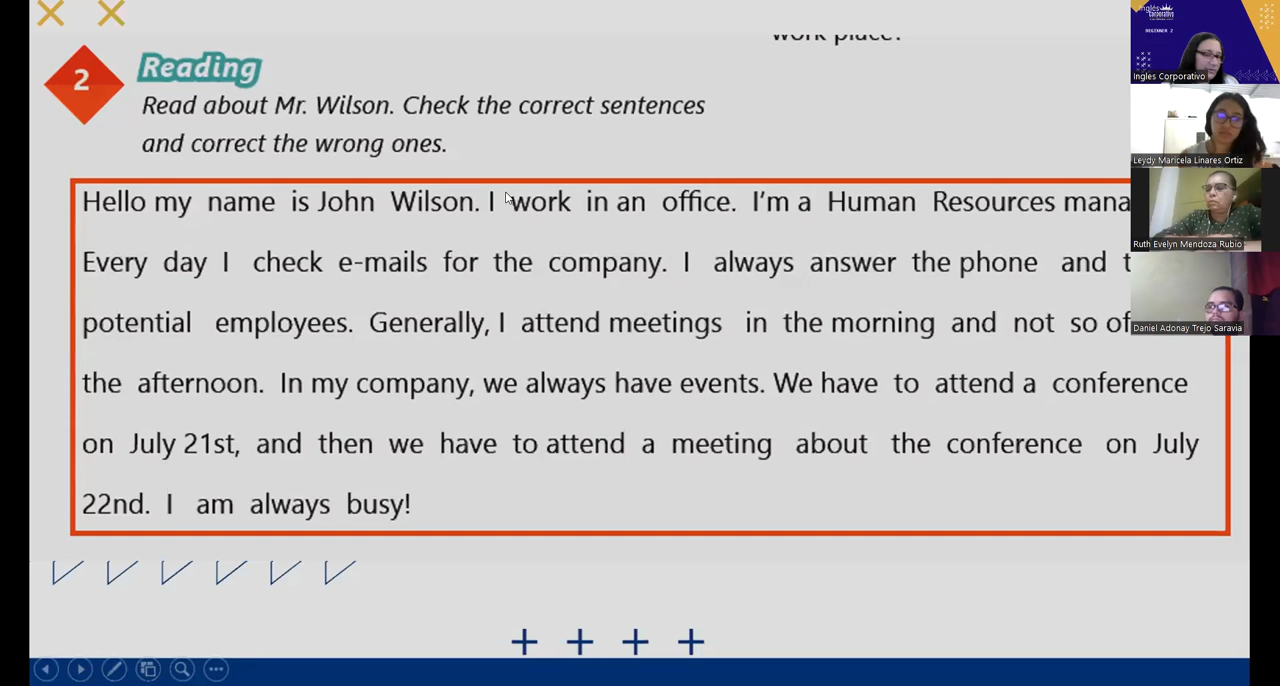 work place?
2
Reading
Read about Mr. Wilson. Check the correct sentences
and correct the wrong ones.
Hello my name is John Wilson. I work in an office. I'm a Human Resources mana
Every day I check e-mails for the company. I always answer the phone and t
potential employees. Generally, I attend meetings in the morning and not so of
the afternoon. In my company, we always have events. We have to attend a conference
on July 21st, and then we have to attend a meeting about the conference on July
22nd. I am always busy!
Inglés
Corporativo
BEGINNER 2
Ingles Corporativo
Leydy Maricela Linares Ortiz
Ruth Evelyn Mendoza Rubio
Daniel Adonay Trejo Saravia